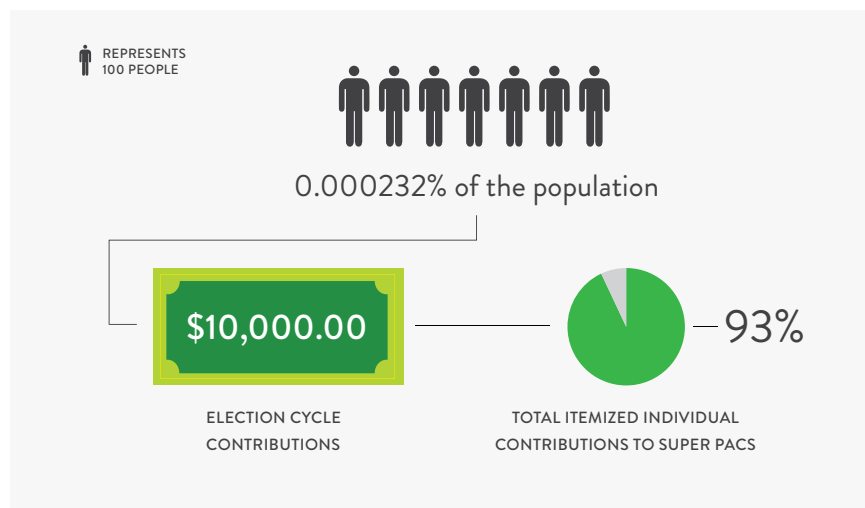 REPRESENTS
100 PEOPLE
0.000232% of the population
$10,000.00
93%
ELECTION CYCLE
CONTRIBUTIONS
TOTAL ITEMIZED INDIVIDUAL
CONTRIBUTIONS TO SUPER PACS